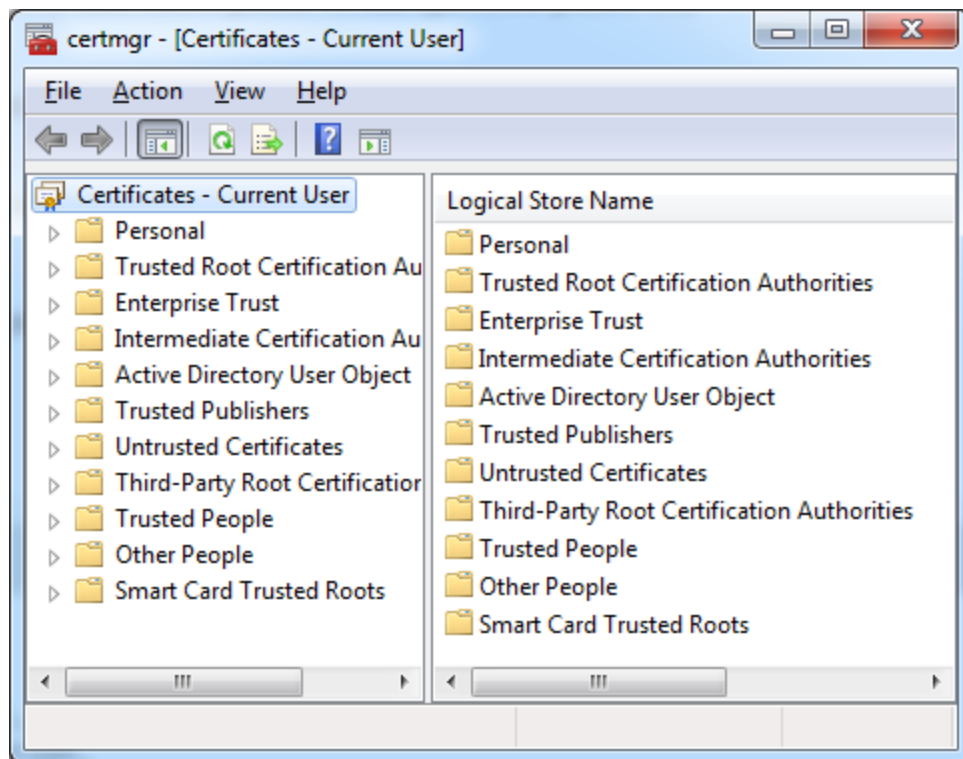 certmgr - [Certificates - Current User]
File Action View Help
Certificates - Current User
Personal
Trusted Root Certification Au
Enterprise Trust
Intermediate Certification Au
Active Directory User Object
Trusted Publishers
Untrusted Certificates
Third-Party Root Certification
Trusted People
Other People
Smart Card Trusted Roots
Logical Store Name
Personal
Trusted Root Certification Authorities
Enterprise Trust
Intermediate Certification Authorities
Active Directory User Object
Trusted Publishers
Untrusted Certificates
Third-Party Root Certification Authorities
Trusted People
Other People
Smart Card Trusted Roots